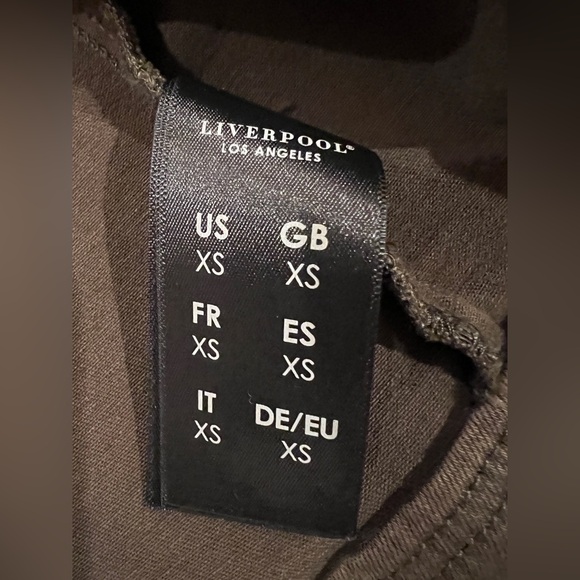 LIVERPOOL®
LOS ANGELES
US GB
XS XS
FR ES
XS XS
IT DE/EU
XS XS